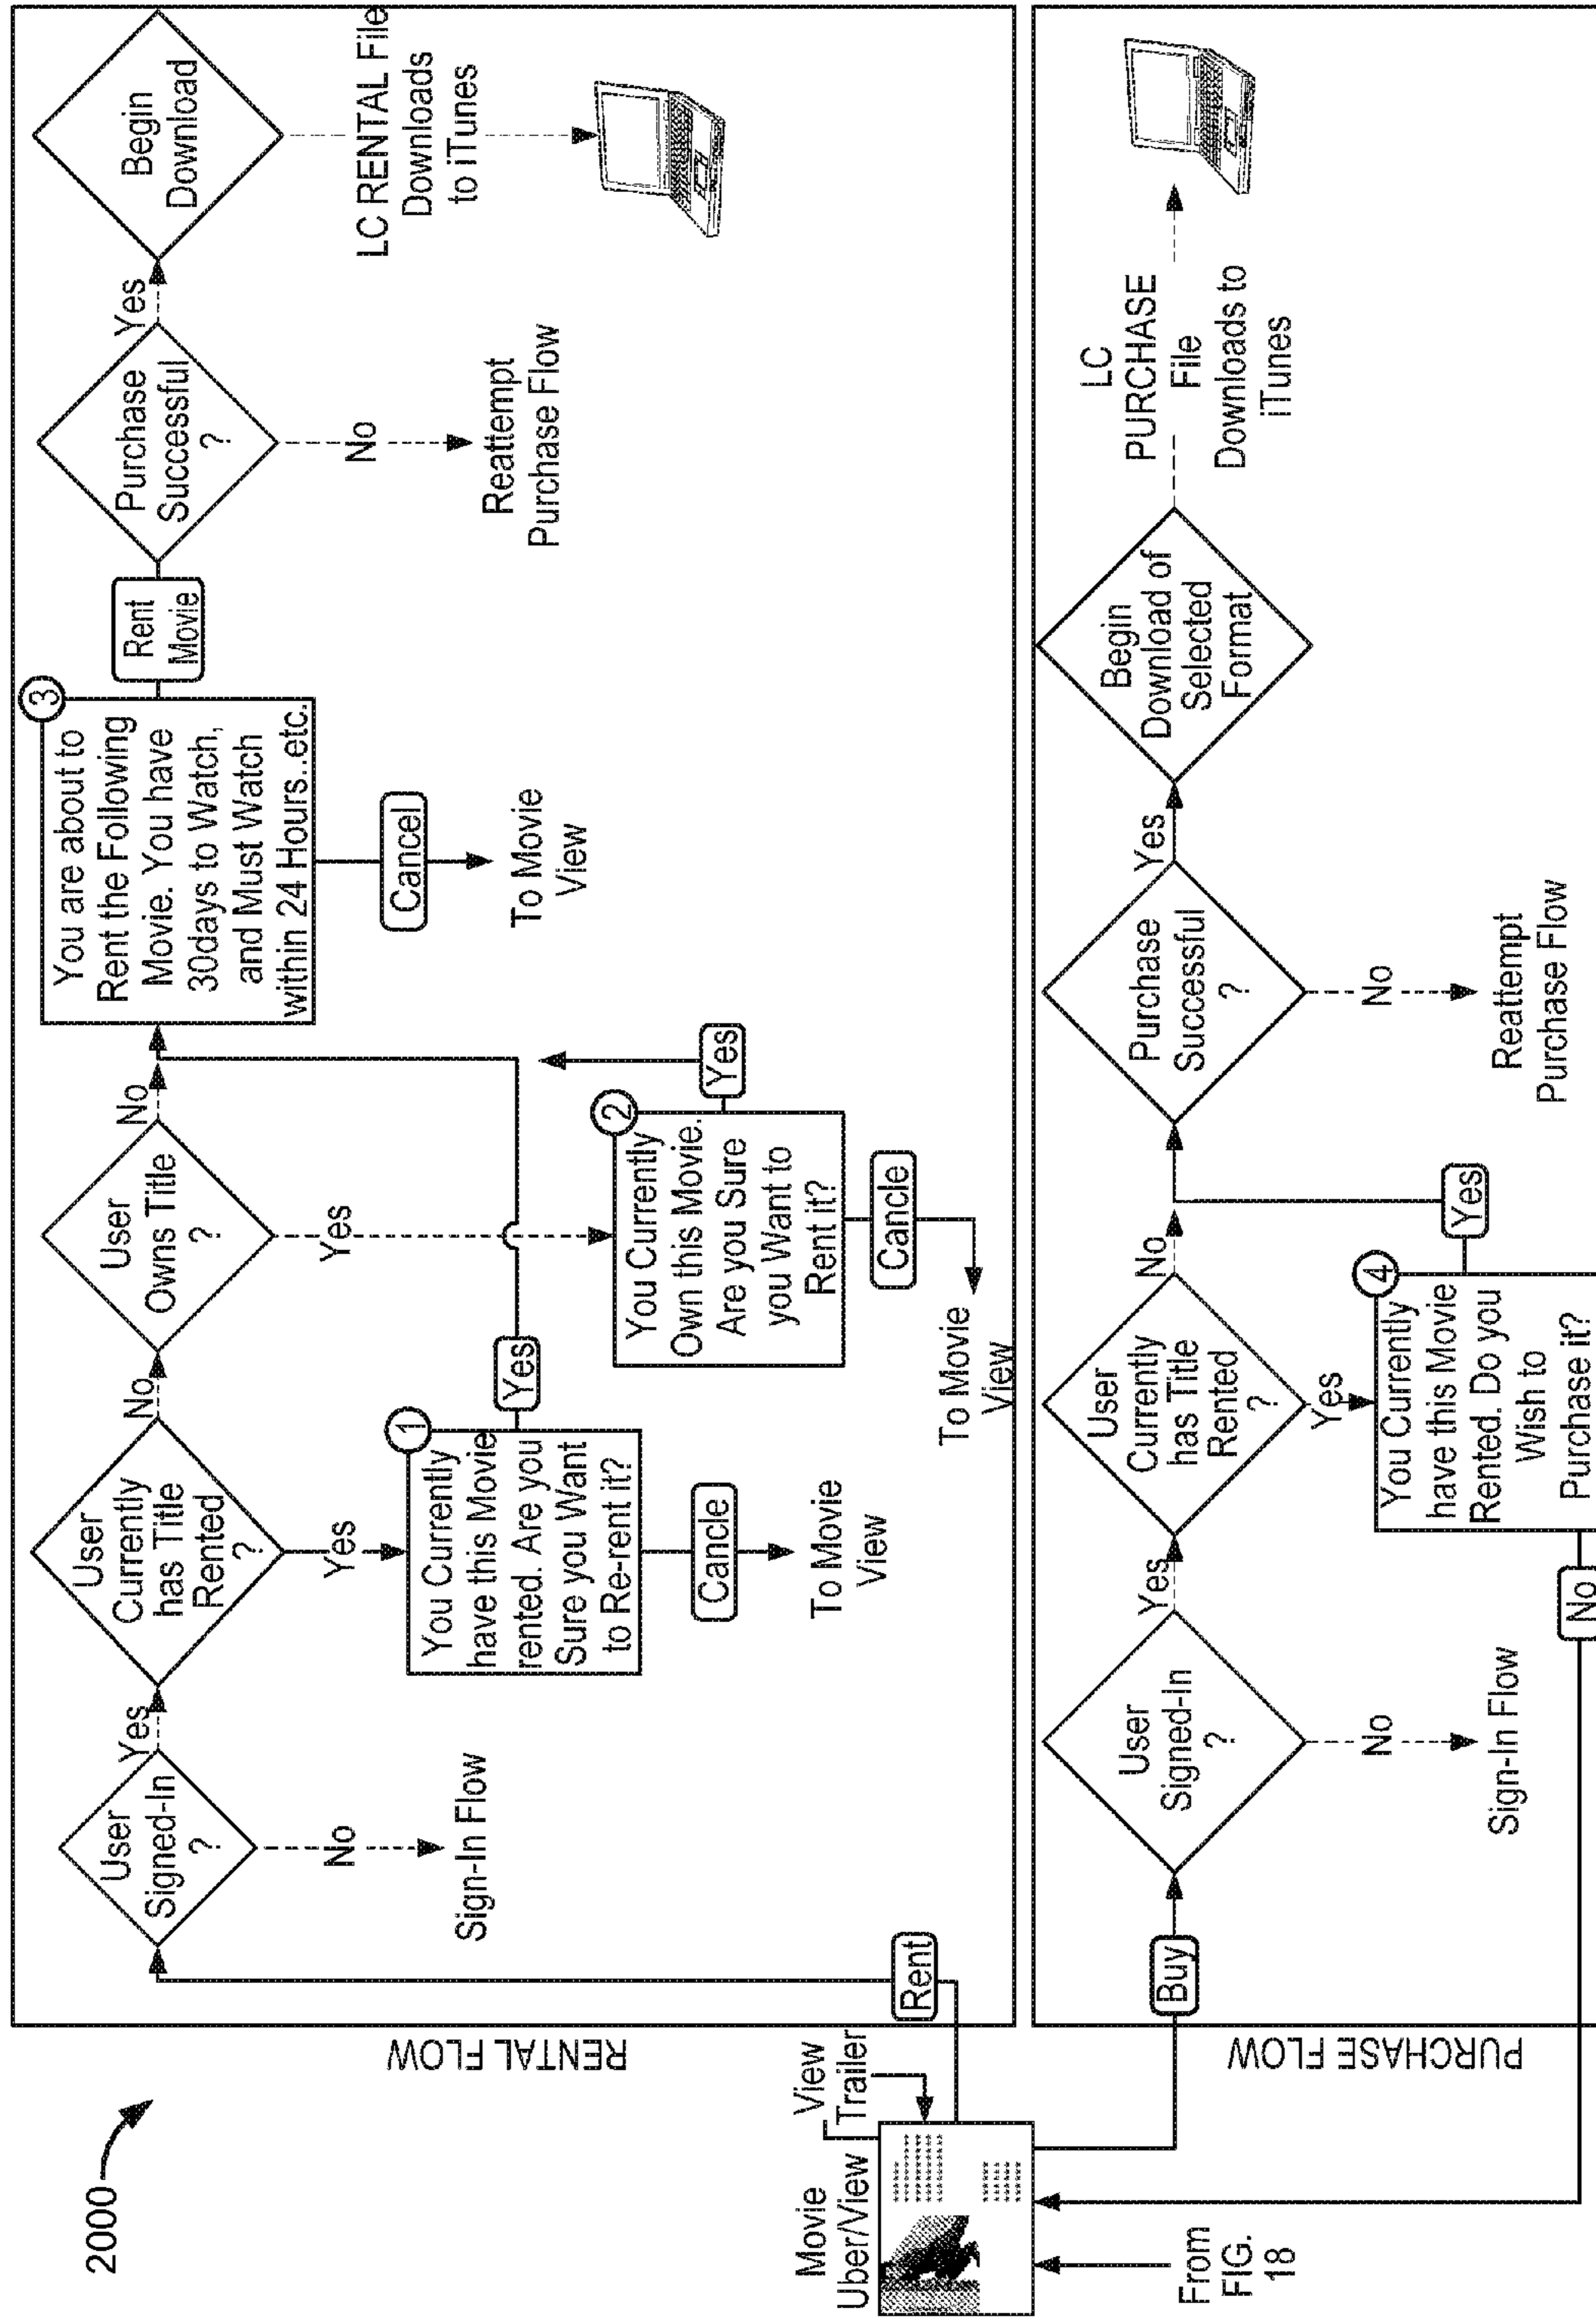 2000
RENTAL FLOW
User
Signed-In
?
Yes
No
Sign-In Flow
User
Currently
has Title
Rented
?
No
Yes
1
You Currently
have this Movie
rented. Are you
Sure you Want
to Re-rent it?
Yes
Cancle
To Movie
View
User
Owns Title
?
No
Yes
2
You Currently
Own this Movie.
Are you Sure
you Want to
Rent it?
Yes
Cancle
To Movie
View
3
You are about to
Rent the Following
Movie. You have
30days to Watch,
and Must Watch
within 24 Hours..etc.
Cancel
To Movie
View
Rent
Movie
Purchase
Successful
?
Yes
No
Reattempt
Purchase Flow
Begin
Download
LC RENTAL File
Downloads
to iTunes
Movie
Uber/View
View
Trailer
Rent
From
FIG.
18
PURCHASE FLOW
Buy
User
Signed-In
?
Yes
No
Sign-In Flow
User
Currently
has Title
Rented
?
No
Yes
4
You Currently
have this Movie
Rented. Do you
Wish to
Purchase it?
Yes
No
Purchase
Successful
?
Yes
No
Reattempt
Purchase Flow
Begin
Download of
Selected
Format
LC
PURCHASE
File
Downloads to
iTunes